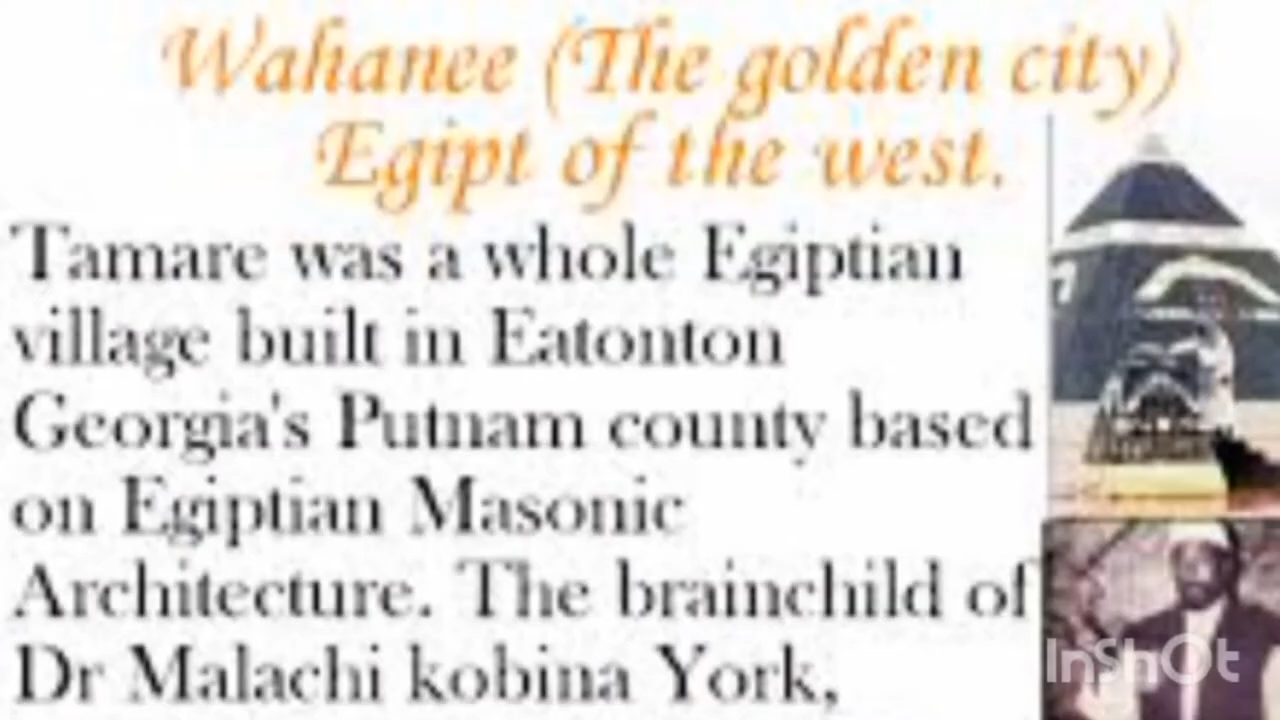 Wahanee (The golden city)
Egipt of the west.
Tamare was a whole Egiptian
village built in Eatonton
Georgia's Putnam county based
on Egiptian Masonic
Architecture. The brainchild of
Dr Malachi kobina York,
InShOt